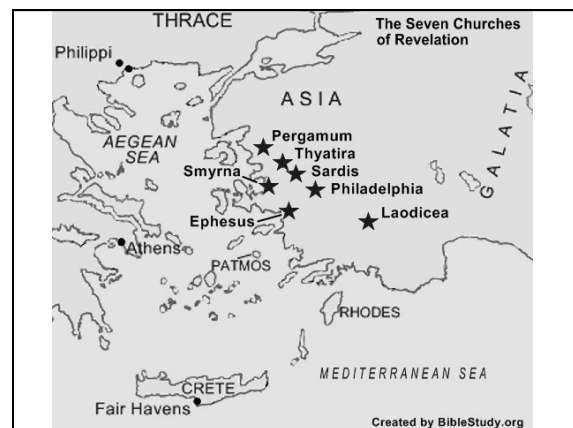 THRACE
The Seven Churches
of Revelation
Philippi
ASIA
GALATIA
AEGEAN
SEA
Pergamum
Thyatira
Smyrna
Sardis
Philadelphia
Ephesus
Laodicea
Athens
PATMOS
RHODES
MEDITERRANEAN SEA
CRETE
Fair Havens
Created by BibleStudy.org